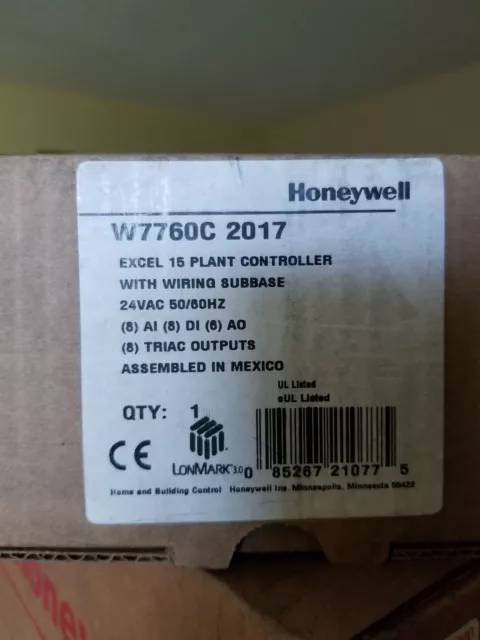 Honeywell
W7760C 2017
EXCEL 15 PLANT CONTROLLER
WITH WIRING SUBBASE
24VAC 50/60HZ
(8) AI (8) DI (6) AO
(8) TRIAC OUTPUTS
ASSEMBLED IN MEXICO
UL Listed
cUL Listed
QTY: 1
CE
LONMARK 3.0
0 85267 21077 5
Home and Building Control Honeywell Inc. Minneapolis, Minnesota 55422